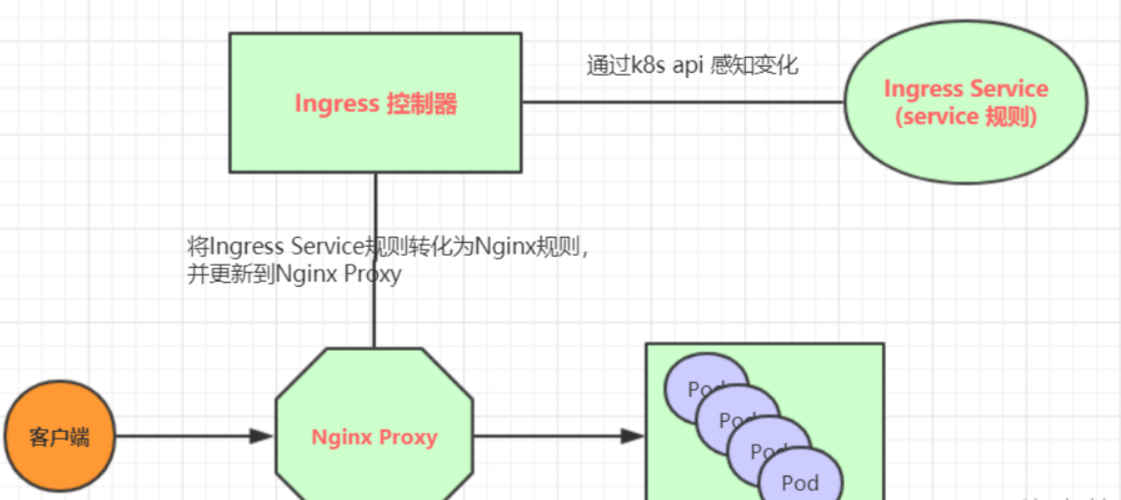 通过k8s api 感知变化
Ingress 控制器
Ingress Service
(service 规则)
将Ingress Service规则转化为Nginx规则，
并更新到Nginx Proxy
客户端
Nginx Proxy
Pod
Pod
Pod
Pod